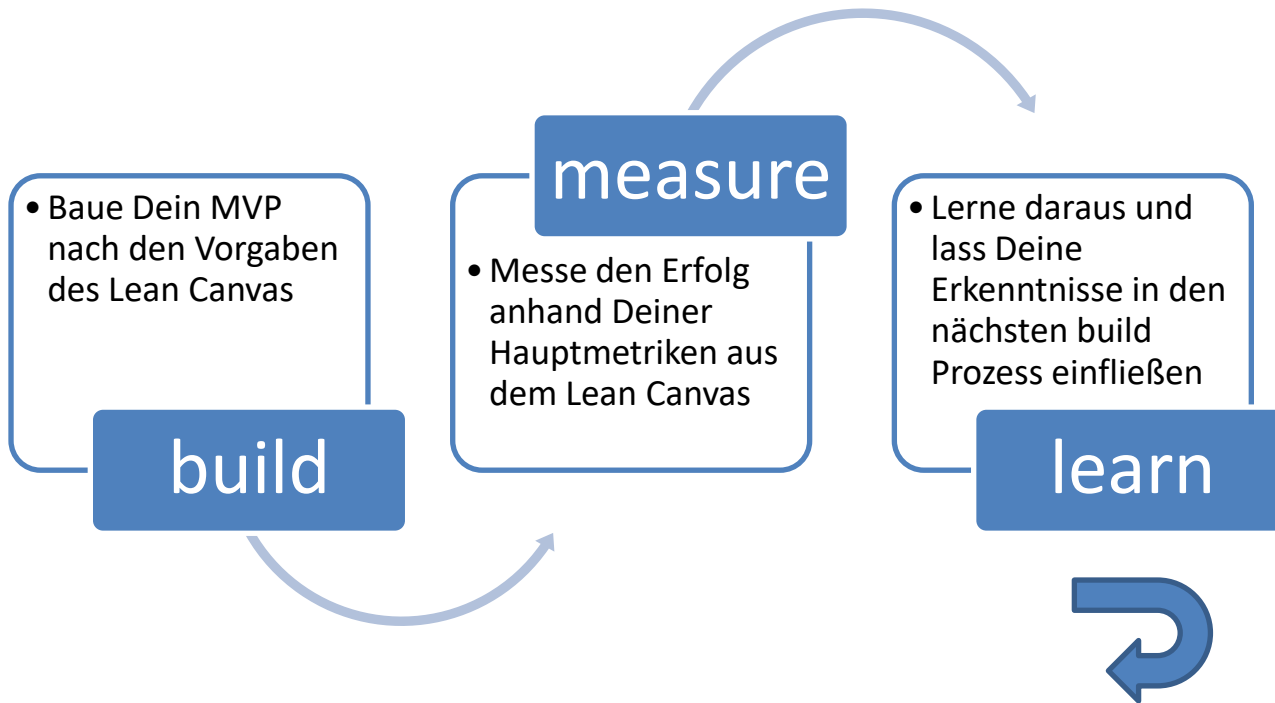 • Baue Dein MVP
nach den Vorgaben
des Lean Canvas
build
measure
• Messe den Erfolg
anhand Deiner
Hauptmetriken aus
dem Lean Canvas
• Lerne daraus und
lass Deine
Erkenntnisse in den
nächsten build
Prozess einfließen
learn